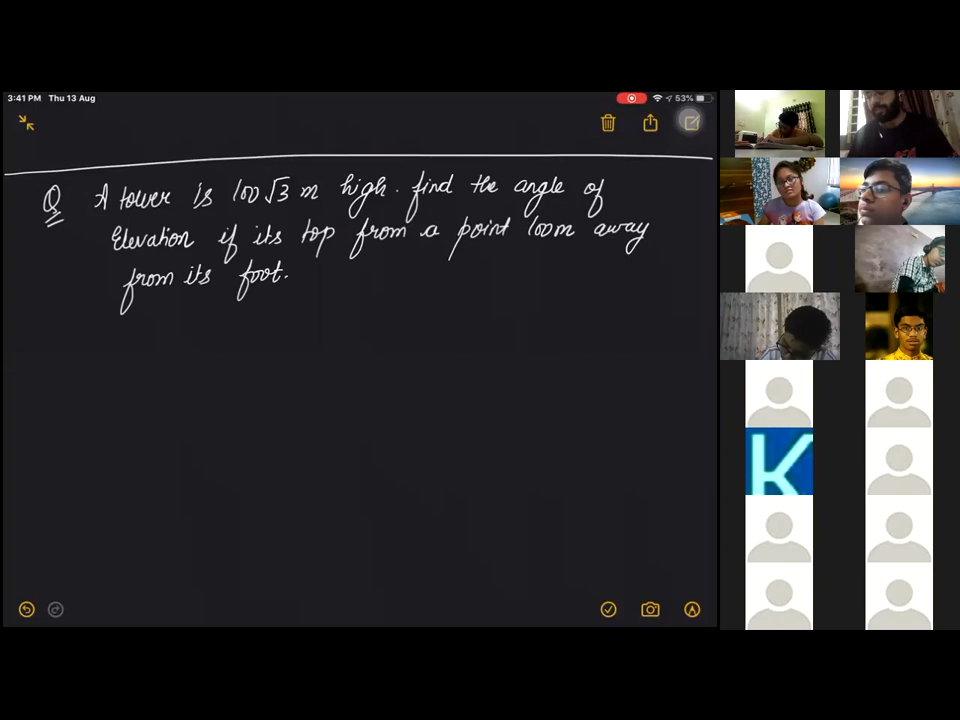 3:41 PM Thu 13 Aug
53%
Q A tower is 100√3 m high. find the angle of
Elevation if its top from a point 100m away
from its foot.
K